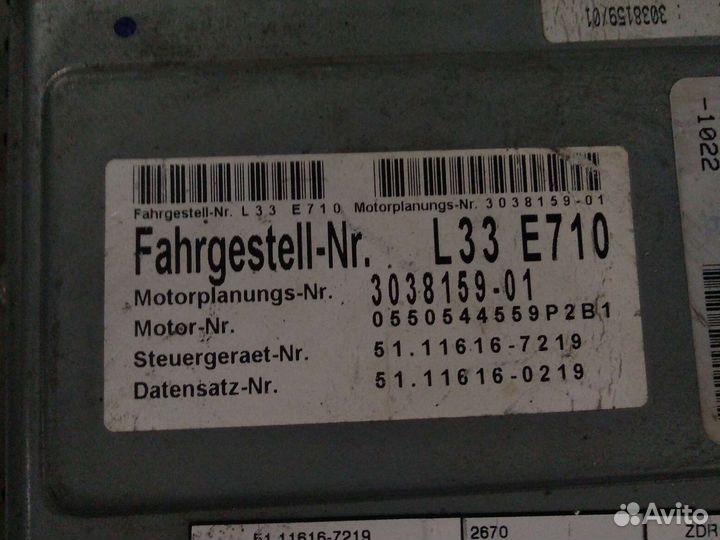 3038159/01
-1022
Fahrgestell-Nr. L33 E710 Motorplanungs-Nr. 3038159-01
Fahrgestell-Nr. L33 E710
Motorplanungs-Nr. 3038159-01
Motor-Nr. 0550544559P2B1
Steuergeraet-Nr. 51.11616-7219
Datensatz-Nr. 51.11616-0219
51.11616-7219 2670 ZDR
Avito